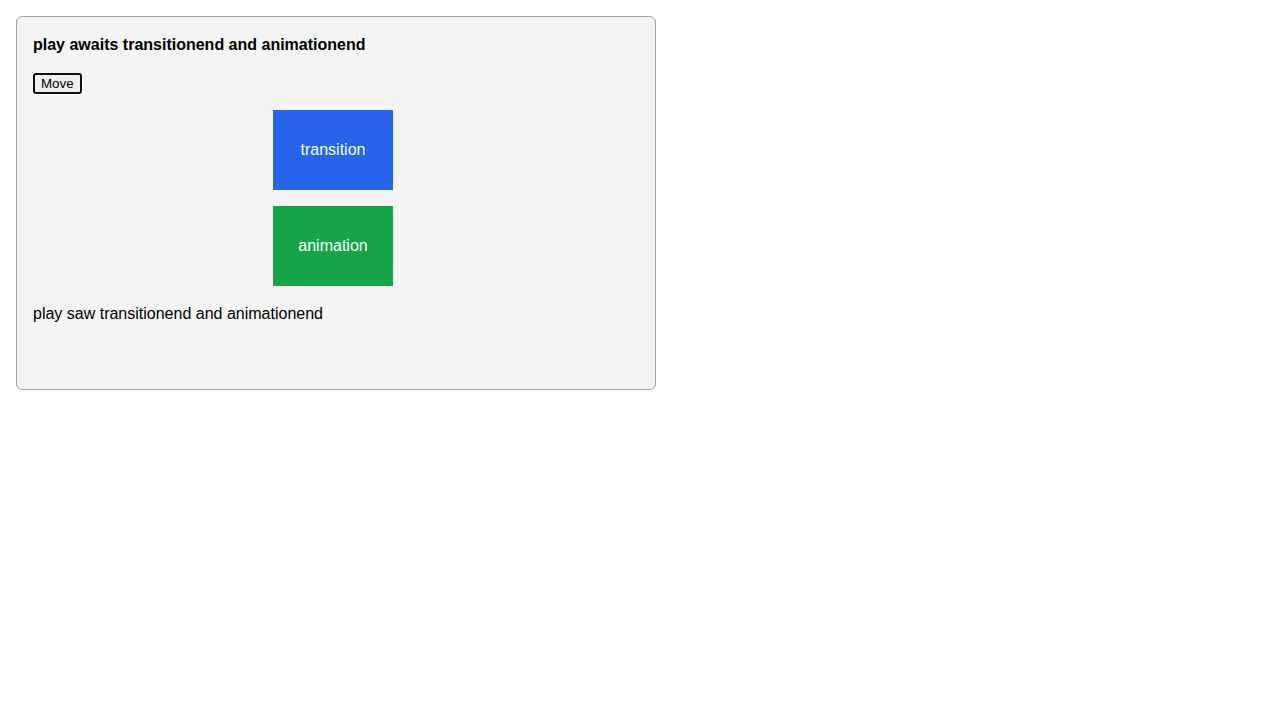 play awaits transitionend and animationend
Move
transition
animation
play saw transitionend and animationend